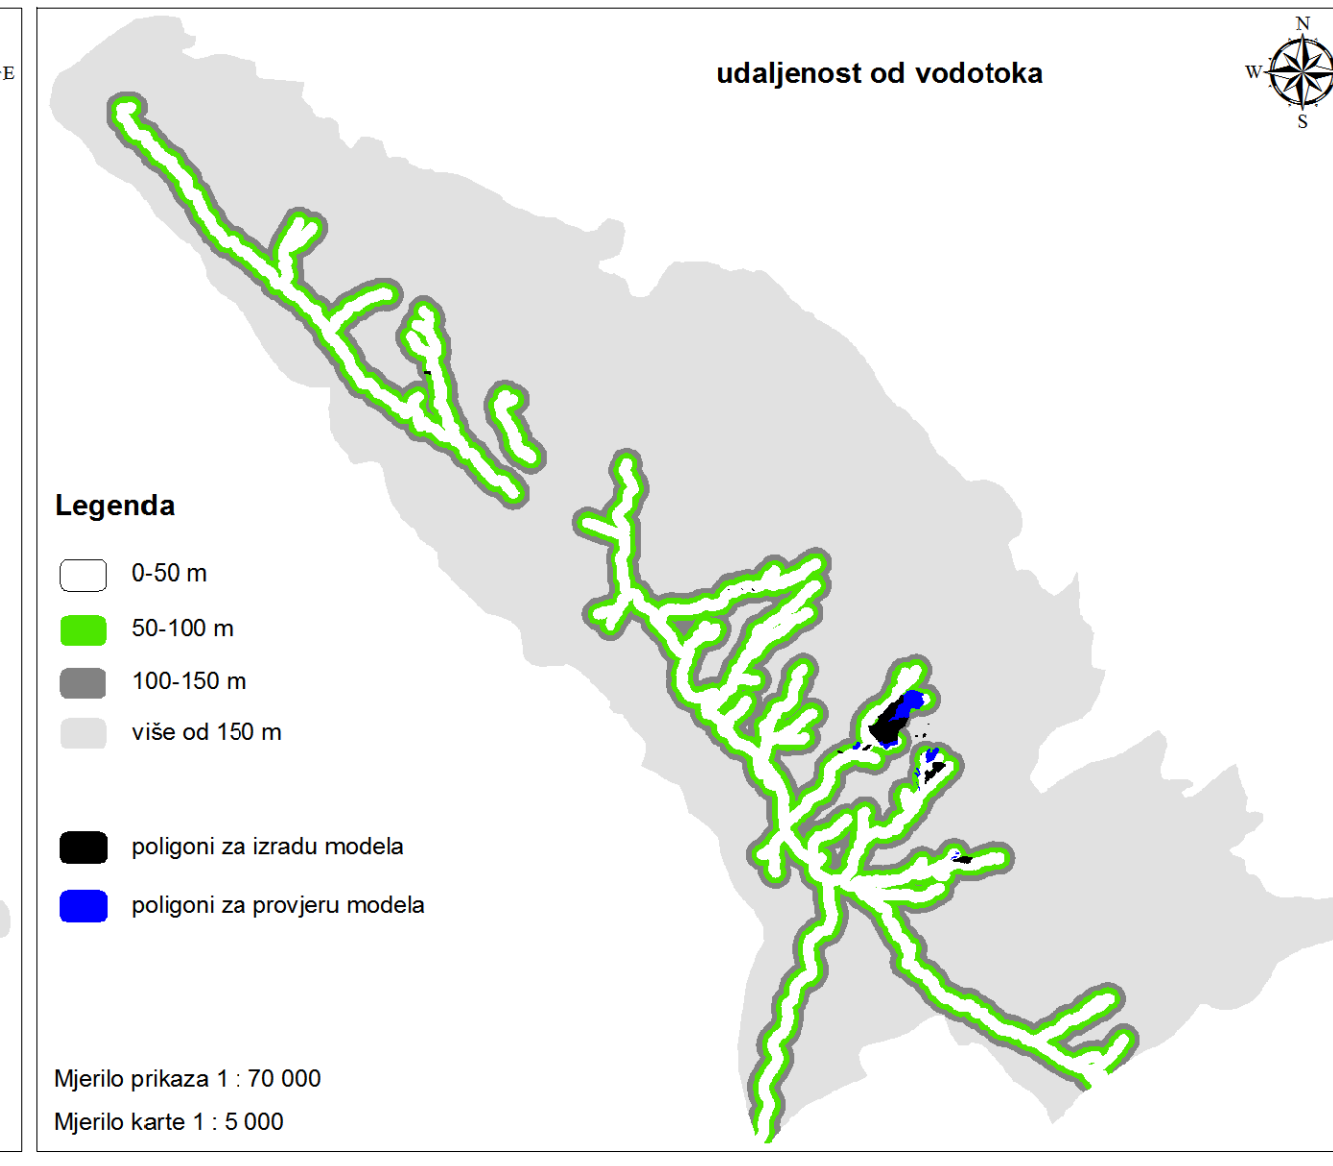 E
udaljenost od vodotoka
N
W
S
Legenda
0-50 m
50-100 m
100-150 m
više od 150 m
poligoni za izradu modela
poligoni za provjeru modela
Mjerilo prikaza 1 : 70 000
Mjerilo karte 1 : 5 000